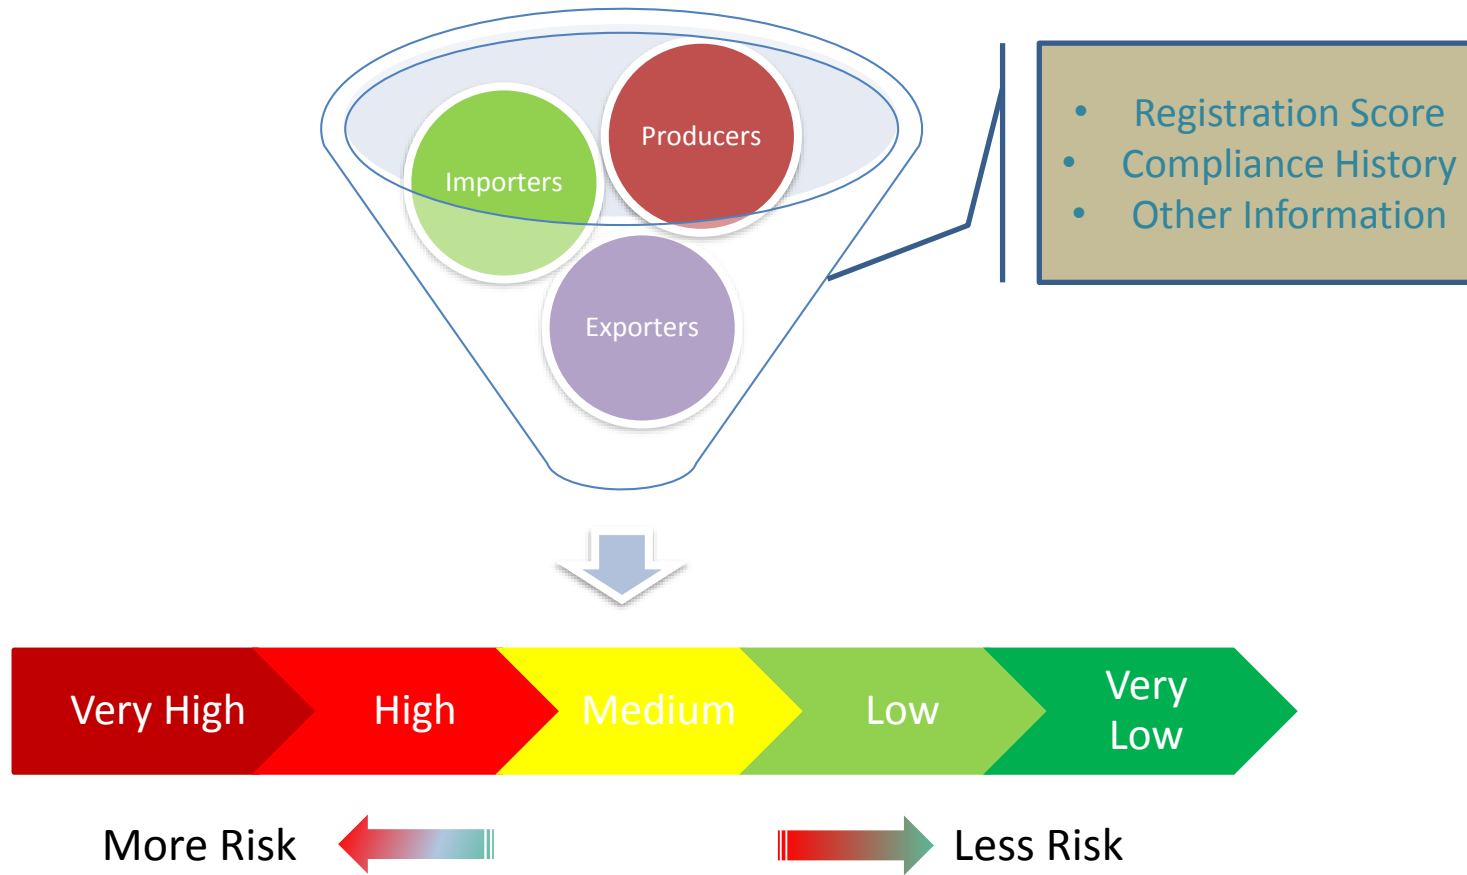 Producers
Importers
Exporters
• Registration Score
• Compliance History
• Other Information
Very High
High
Medium
Low
Very
Low
More Risk
Less Risk